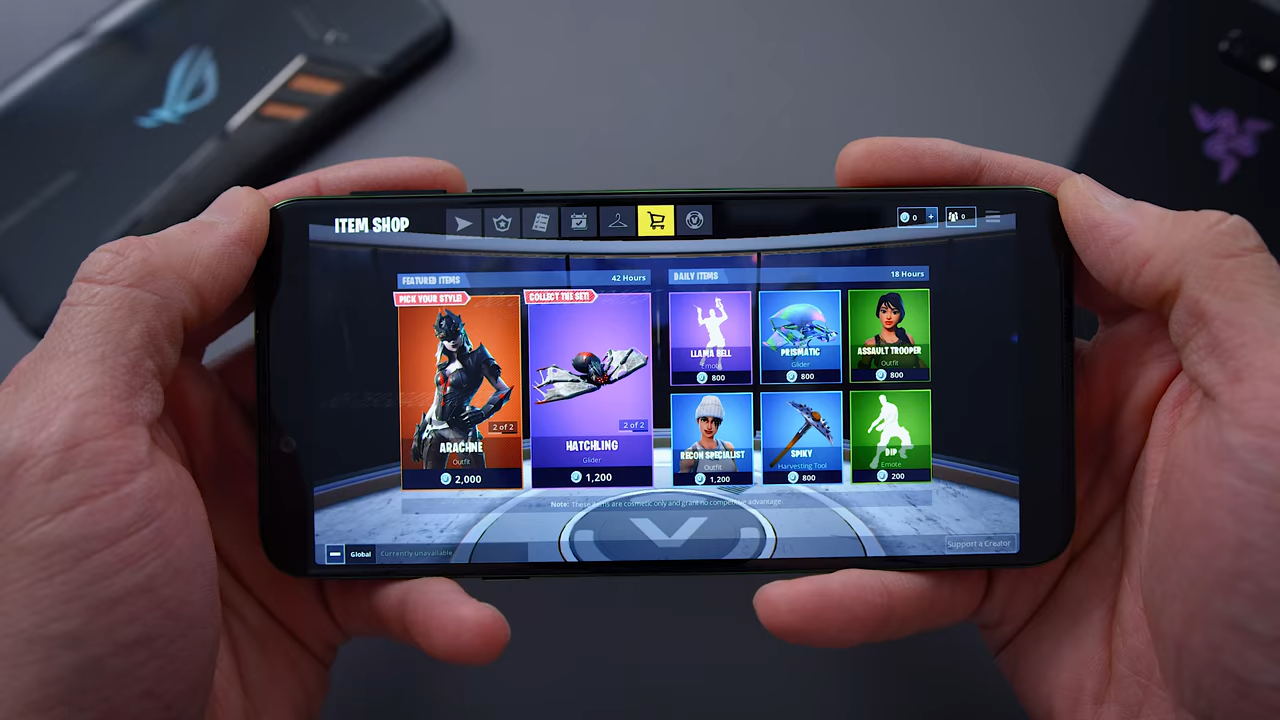 ITEM SHOP
0 +
0
FEATURED ITEMS
42 Hours
DAILY ITEMS
18 Hours
PICK YOUR STYLE!
2 of 2
ARACHNE
Outfit
2,000
COLLECT THE SET!
2 of 2
HATCHLING
Glider
1,200
LLAMA BELL
Emote
800
PRISMATIC
Glider
800
ASSAULT TROOPER
Outfit
800
RECON SPECIALIST
Outfit
1,200
SPIKY
Harvesting Tool
800
DIP
Emote
200
Note: These items are cosmetic only and grant no competitive advantage.
Global
Currently unavailable
Support a Creator